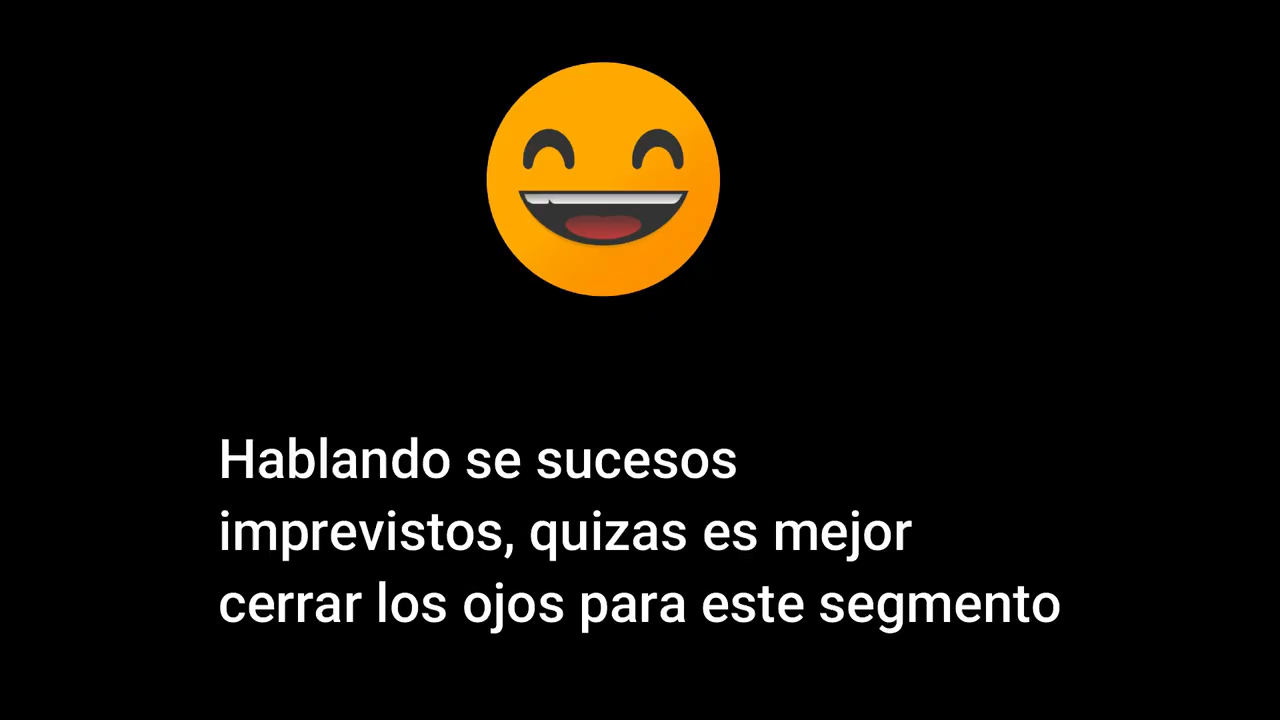 Hablando se sucesos
imprevistos, quizas es mejor
cerrar los ojos para este segmento